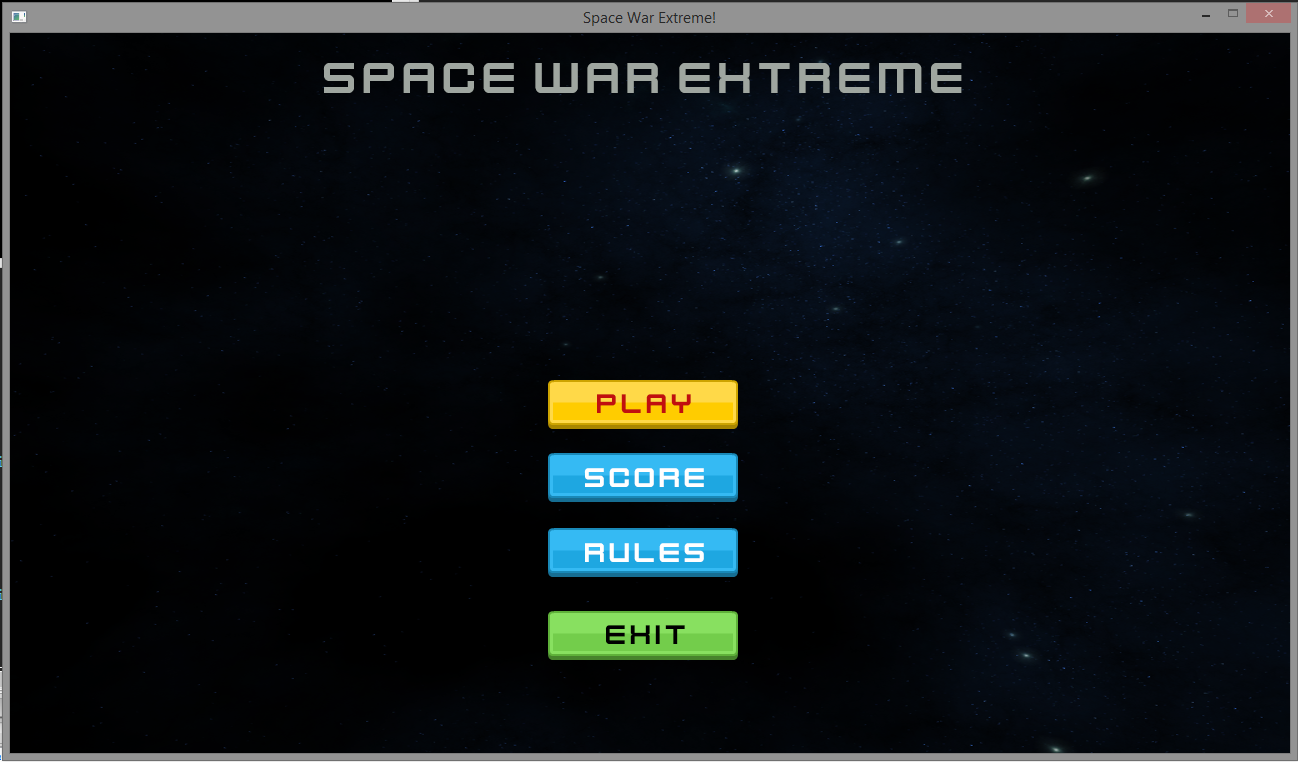 Space War Extreme!
SPACE WAR EXTREME
PLAY
SCORE
RULES
EXIT